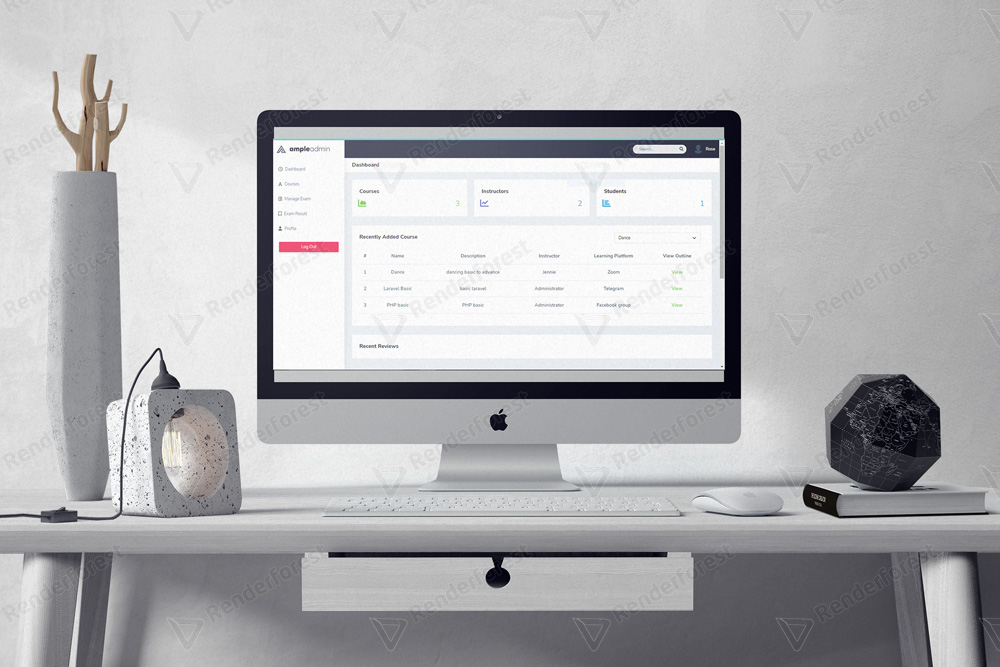 ampleadmin
Search...
Rose
Dashboard
Dashboard
Courses
Manage Exam
Exam Result
Profile
Log Out
Courses
3
Instructors
2
Students
1
Recently Added Course
Dance
# Name Description Instructor Learning Platform View Outline
1 Dance dancing basic to advance Jennie Zoom View
2 Laravel Basic basic laravel Administrator Telegram View
3 PHP basic PHP basic Administrator Facebook group View
Recent Reviews
Renderforest